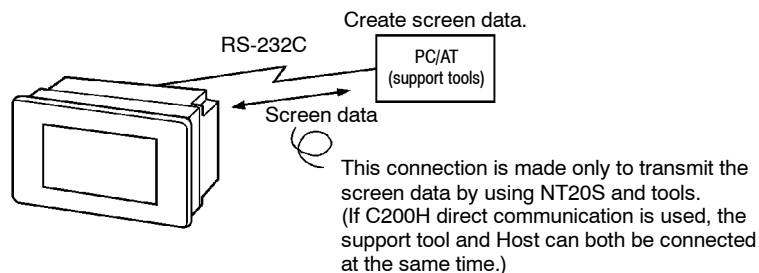 Create screen data.
RS-232C
PC/AT
(support tools)
Screen data
This connection is made only to transmit the
screen data by using NT20S and tools.
(If C200H direct communication is used, the
support tool and Host can both be connected
at the same time.)